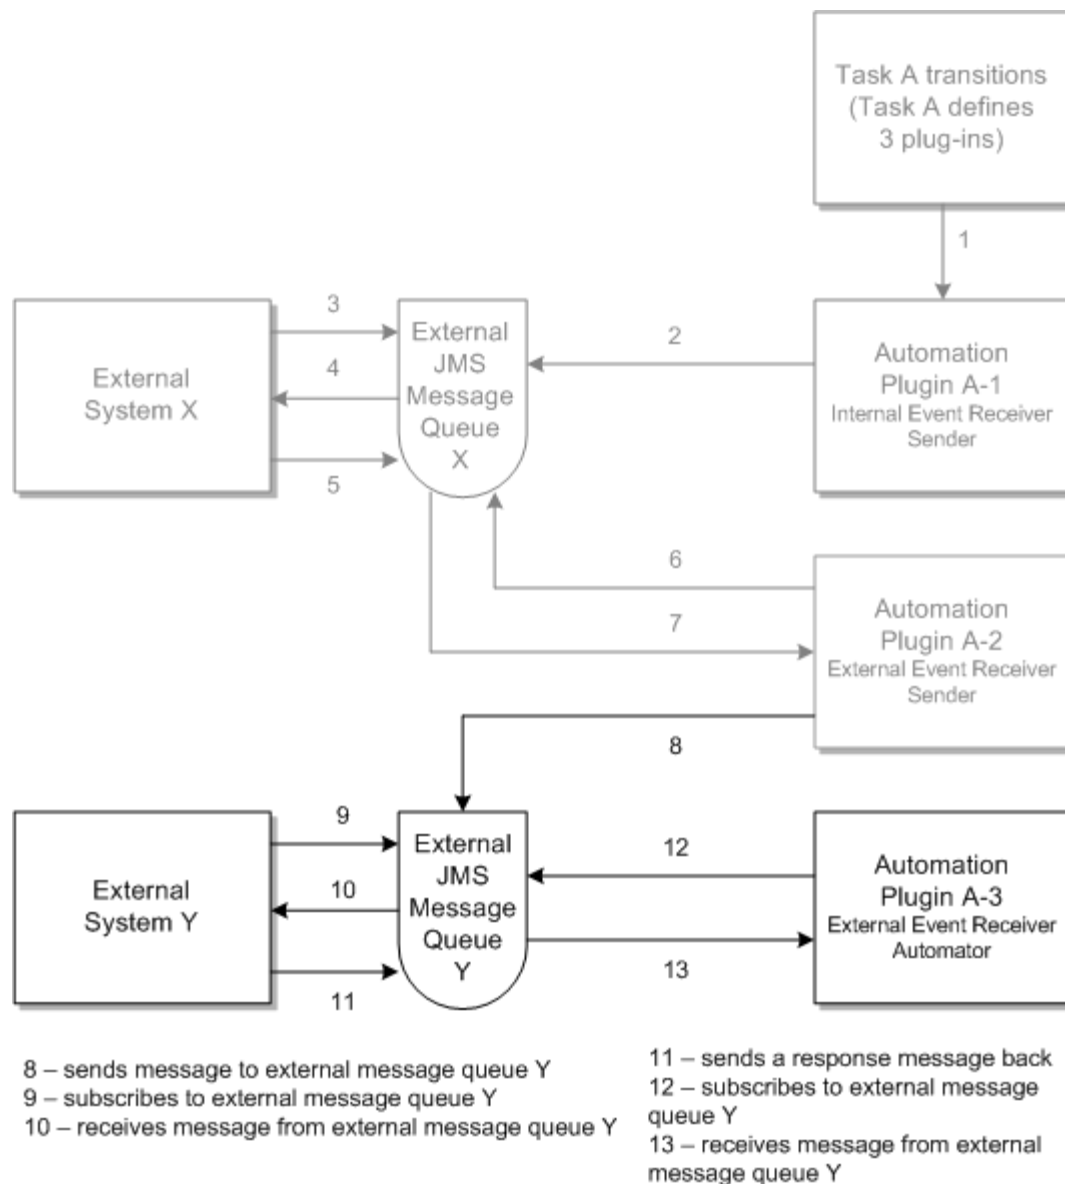 Task A transitions
(Task A defines
3 plug-ins)
1
External
System X
3
4
5
External
JMS
Message
Queue
X
2
Automation
Plugin A-1
Internal Event Receiver
Sender
6
7
Automation
Plugin A-2
External Event Receiver
Sender
8
External
System Y
9
10
11
External
JMS
Message
Queue
Y
12
13
Automation
Plugin A-3
External Event Receiver
Automator
8 – sends message to external message queue Y
9 – subscribes to external message queue Y
10 – receives message from external message queue Y
11 – sends a response message back
12 – subscribes to external message
queue Y
13 – receives message from external
message queue Y